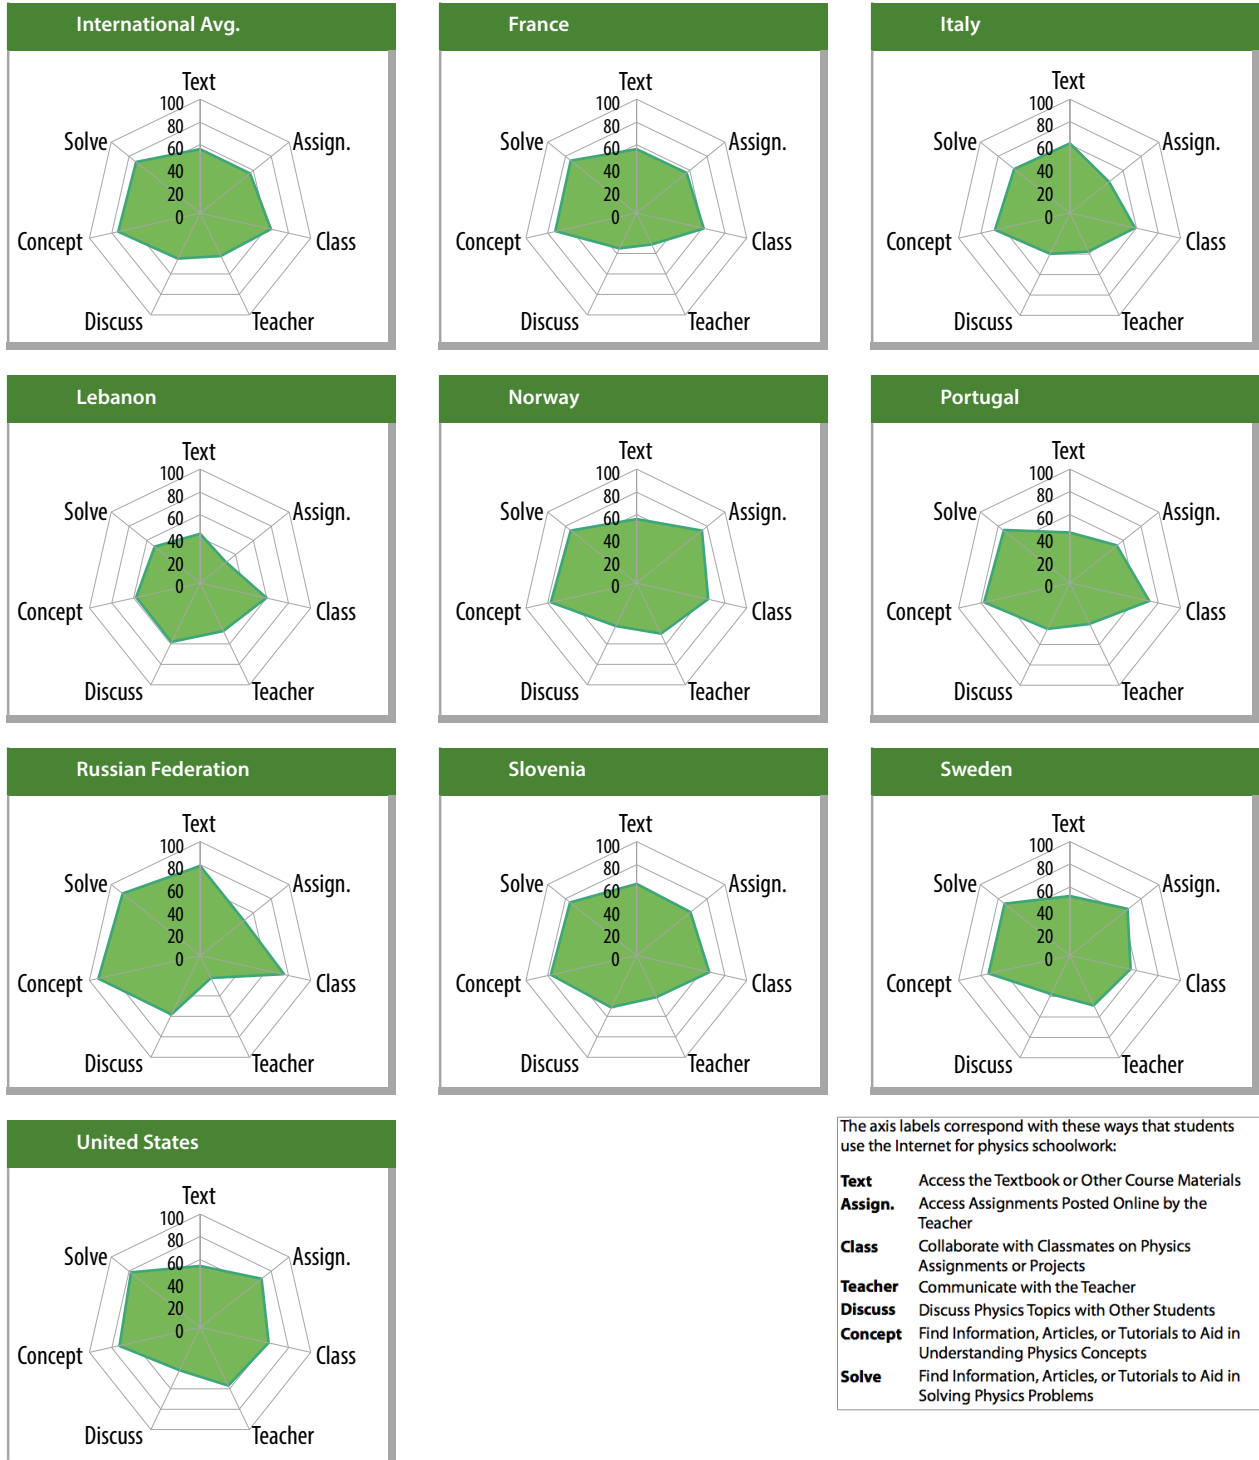 International Avg.
Text
100
80
60
40
20
0
Solve
Assign.
Concept
Class
Discuss
Teacher
France
Text
100
80
60
40
20
0
Solve
Assign.
Concept
Class
Discuss
Teacher
Italy
Text
100
80
60
40
20
0
Solve
Assign.
Concept
Class
Discuss
Teacher
Lebanon
Text
100
80
60
40
20
0
Solve
Assign.
Concept
Class
Discuss
Teacher
Norway
Text
100
80
60
40
20
0
Solve
Assign.
Concept
Class
Discuss
Teacher
Portugal
Text
100
80
60
40
20
0
Solve
Assign.
Concept
Class
Discuss
Teacher
Russian Federation
Text
100
80
60
40
20
0
Solve
Assign.
Concept
Class
Discuss
Teacher
Slovenia
Text
100
80
60
40
20
0
Solve
Assign.
Concept
Class
Discuss
Teacher
Sweden
Text
100
80
60
40
20
0
Solve
Assign.
Concept
Class
Discuss
Teacher
United States
Text
100
80
60
40
20
0
Solve
Assign.
Concept
Class
Discuss
Teacher
The axis labels correspond with these ways that students
use the Internet for physics schoolwork:
Text Access the Textbook or Other Course Materials
Assign. Access Assignments Posted Online by the
Teacher
Class Collaborate with Classmates on Physics
Assignments or Projects
Teacher Communicate with the Teacher
Discuss Discuss Physics Topics with Other Students
Concept Find Information, Articles, or Tutorials to Aid in
Understanding Physics Concepts
Solve Find Information, Articles, or Tutorials to Aid in
Solving Physics Problems